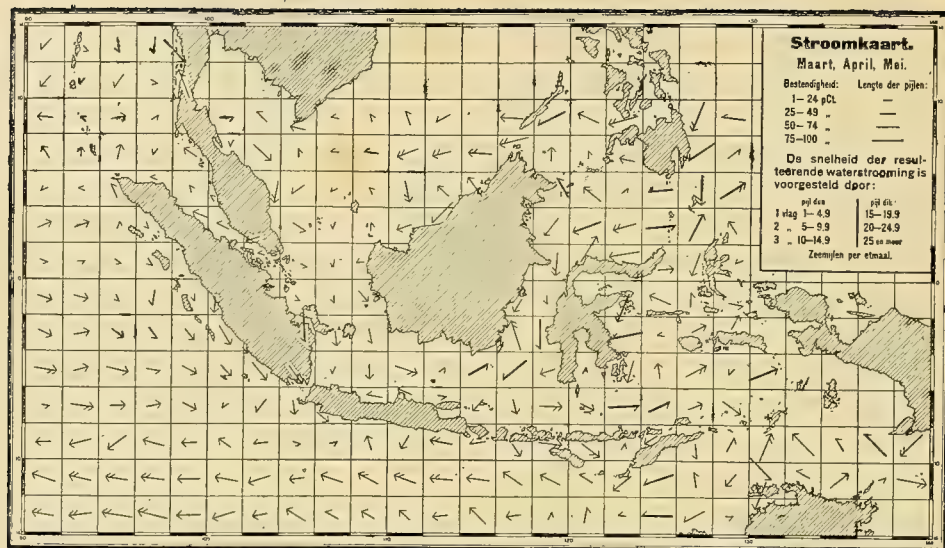 Stroomkaart.
Maart, April, Mei.
Bestendigheid: Lengte der pijlen:
1—24 pCt.
25—49 „
50—74 „
75—100 „
De snelheid der resul-
teerende waterstrooming is
voorgesteld door:
pijl dun pijl dik
1 vlag 1—4.9 15—19.9
2 „ 5—9.9 20—24.9
3 „ 10—14.9 25 en meer
Zeemijlen per etmaal.